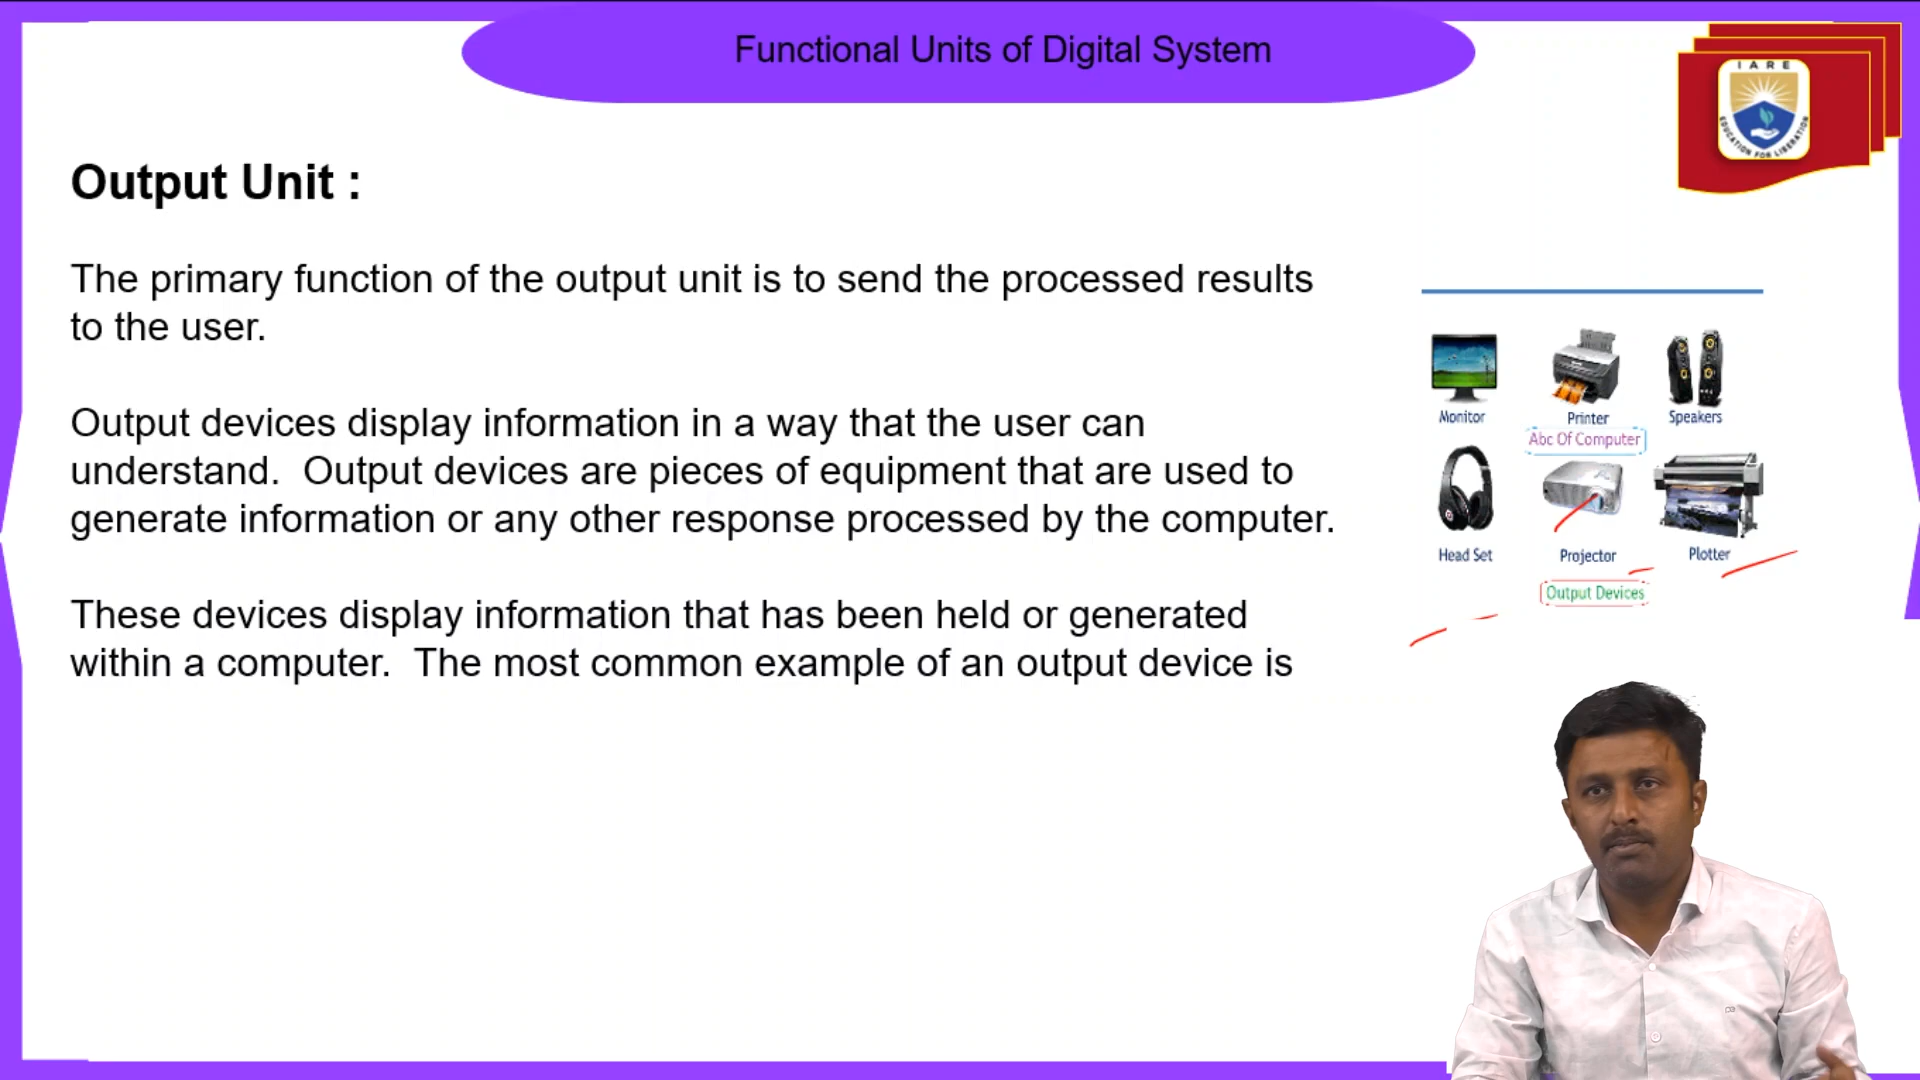 Functional Units of Digital System
IARE
EDUCATION FOR LIBERATION
Output Unit :
The primary function of the output unit is to send the processed results
to the user.
Output devices display information in a way that the user can
understand. Output devices are pieces of equipment that are used to
generate information or any other response processed by the computer.
These devices display information that has been held or generated
within a computer. The most common example of an output device is
Monitor
Printer
Speakers
Abc Of Computer
Head Set
Projector
Plotter
Output Devices